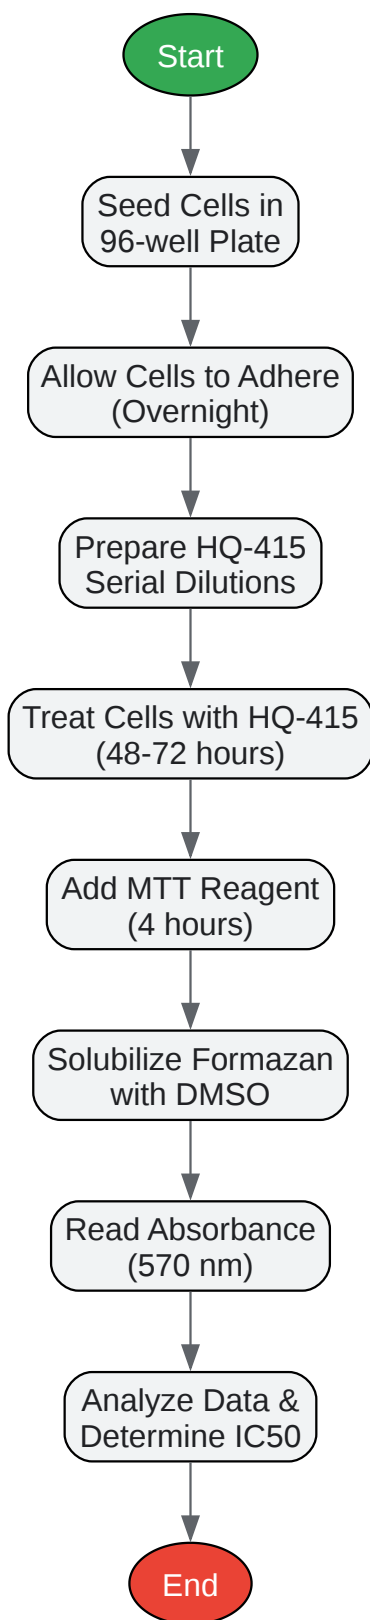 Start
Seed Cells in
96-well Plate
Allow Cells to Adhere
(Overnight)
Prepare HQ-415
Serial Dilutions
Treat Cells with HQ-415
(48-72 hours)
Add MTT Reagent
(4 hours)
Solubilize Formazan
with DMSO
Read Absorbance
(570 nm)
Analyze Data &
Determine IC50
End